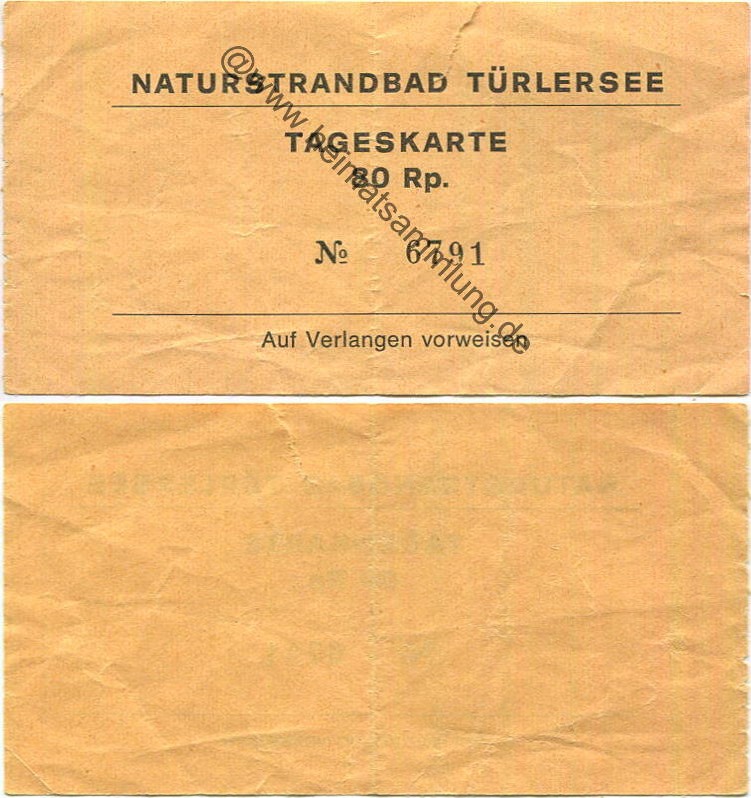 NATURSTRANDBAD TÜRLERSEE
TAGESKARTE
80 Rp.
№ 6791
Auf Verlangen vorweisen
@www.heimatsammlung.de